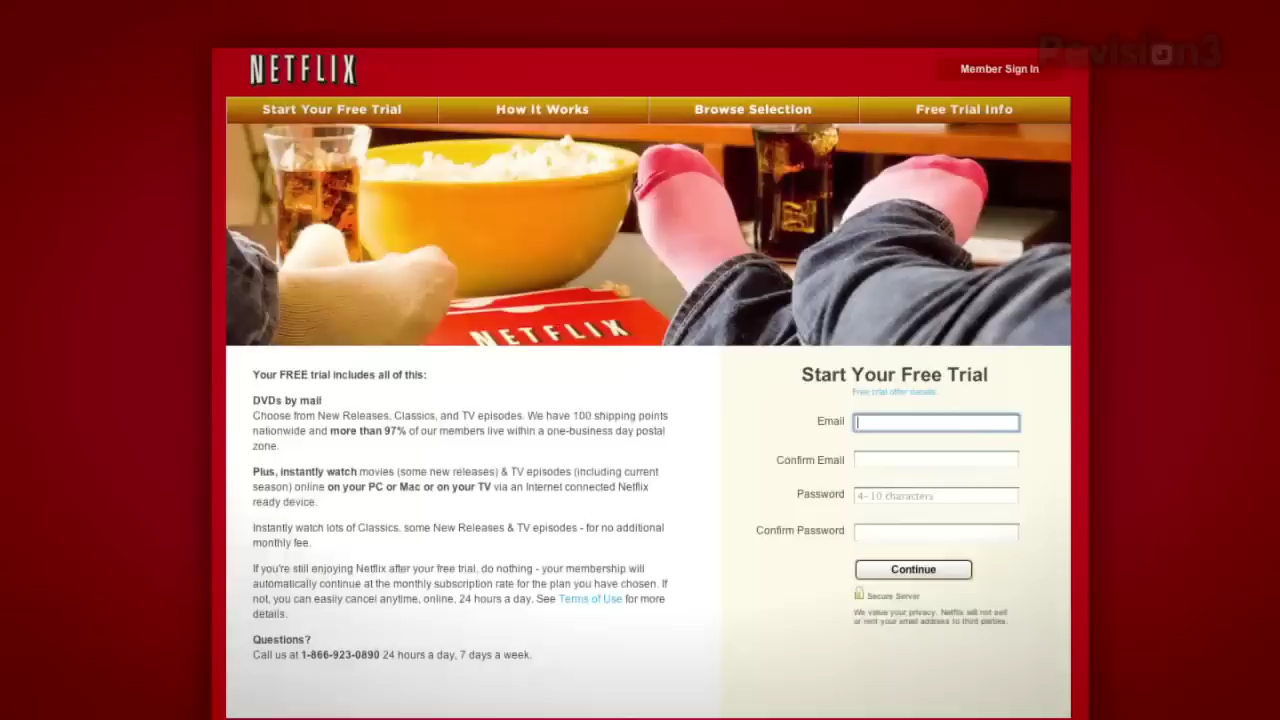 Revision3
NETFLIX
Member Sign In
Start Your Free Trial
How It Works
Browse Selection
Free Trial Info
NETFLIX
Your FREE trial includes all of this:
DVDs by mail
Choose from New Releases, Classics, and TV episodes. We have 100 shipping points
nationwide and more than 97% of our members live within a one-business day postal
zone.
Plus, instantly watch movies (some new releases) & TV episodes (including current
season) online on your PC or Mac or on your TV via an Internet connected Netflix
ready device.
Instantly watch lots of Classics, some New Releases & TV episodes - for no additional
monthly fee.
If you're still enjoying Netflix after your free trial, do nothing - your membership will
automatically continue at the monthly subscription rate for the plan you have chosen. If
not, you can easily cancel anytime, online, 24 hours a day. See Terms of Use for more
details.
Questions?
Call us at 1-866-923-0890 24 hours a day, 7 days a week.
Start Your Free Trial
Free trial offer details
Email
Confirm Email
Password
4-10 characters
Confirm Password
Continue
Secure Server
We value your privacy. Netflix will not sell
or rent your email address to third parties.